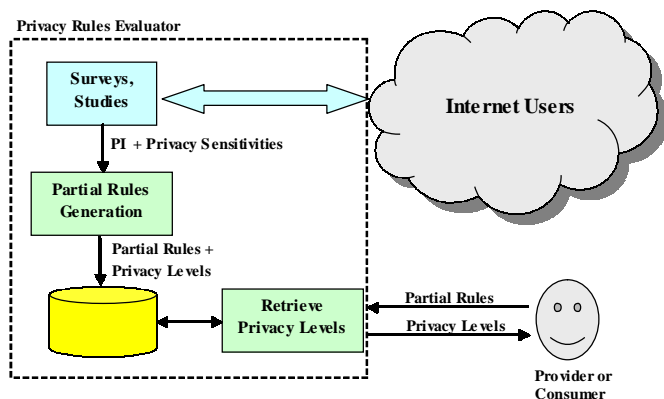 Privacy Rules Evaluator
Surveys,
Studies
Internet Users
PI + Privacy Sensitivities
Partial Rules
Generation
Partial Rules +
Privacy Levels
Retrieve
Privacy Levels
Partial Rules
Privacy Levels
Provider or
Consumer